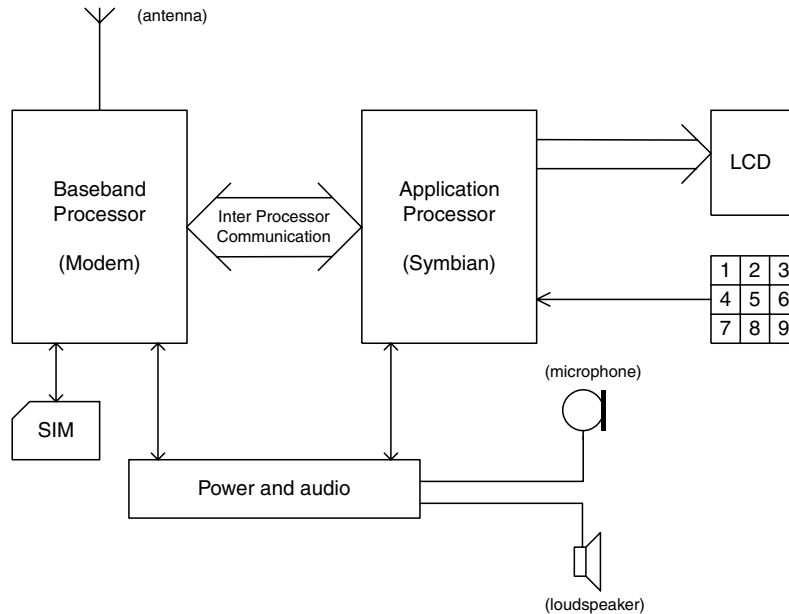 (antenna)
Baseband
Processor
(Modem)
Inter Processor
Communication
Application
Processor
(Symbian)
LCD
1 2 3
4 5 6
7 8 9
SIM
(microphone)
Power and audio
(loudspeaker)